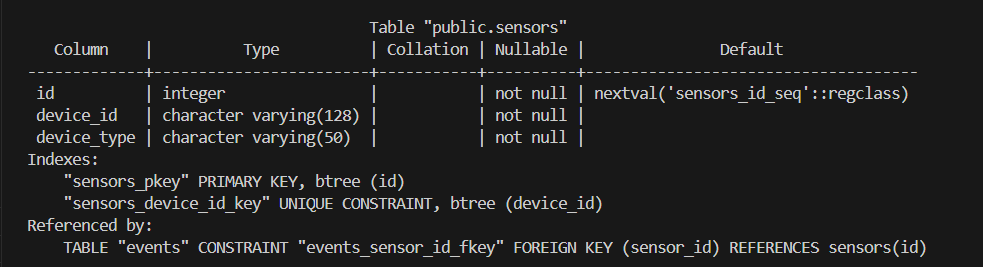 Table "public.sensors"
   Column    |          Type          | Collation | Nullable |               Default
-------------+------------------------+-----------+----------+-------------------------------------
 id          | integer                |           | not null | nextval('sensors_id_seq'::regclass)
 device_id   | character varying(128) |           | not null |
 device_type | character varying(50)  |           | not null |
Indexes:
    "sensors_pkey" PRIMARY KEY, btree (id)
    "sensors_device_id_key" UNIQUE CONSTRAINT, btree (device_id)
Referenced by:
    TABLE "events" CONSTRAINT "events_sensor_id_fkey" FOREIGN KEY (sensor_id) REFERENCES sensors(id)